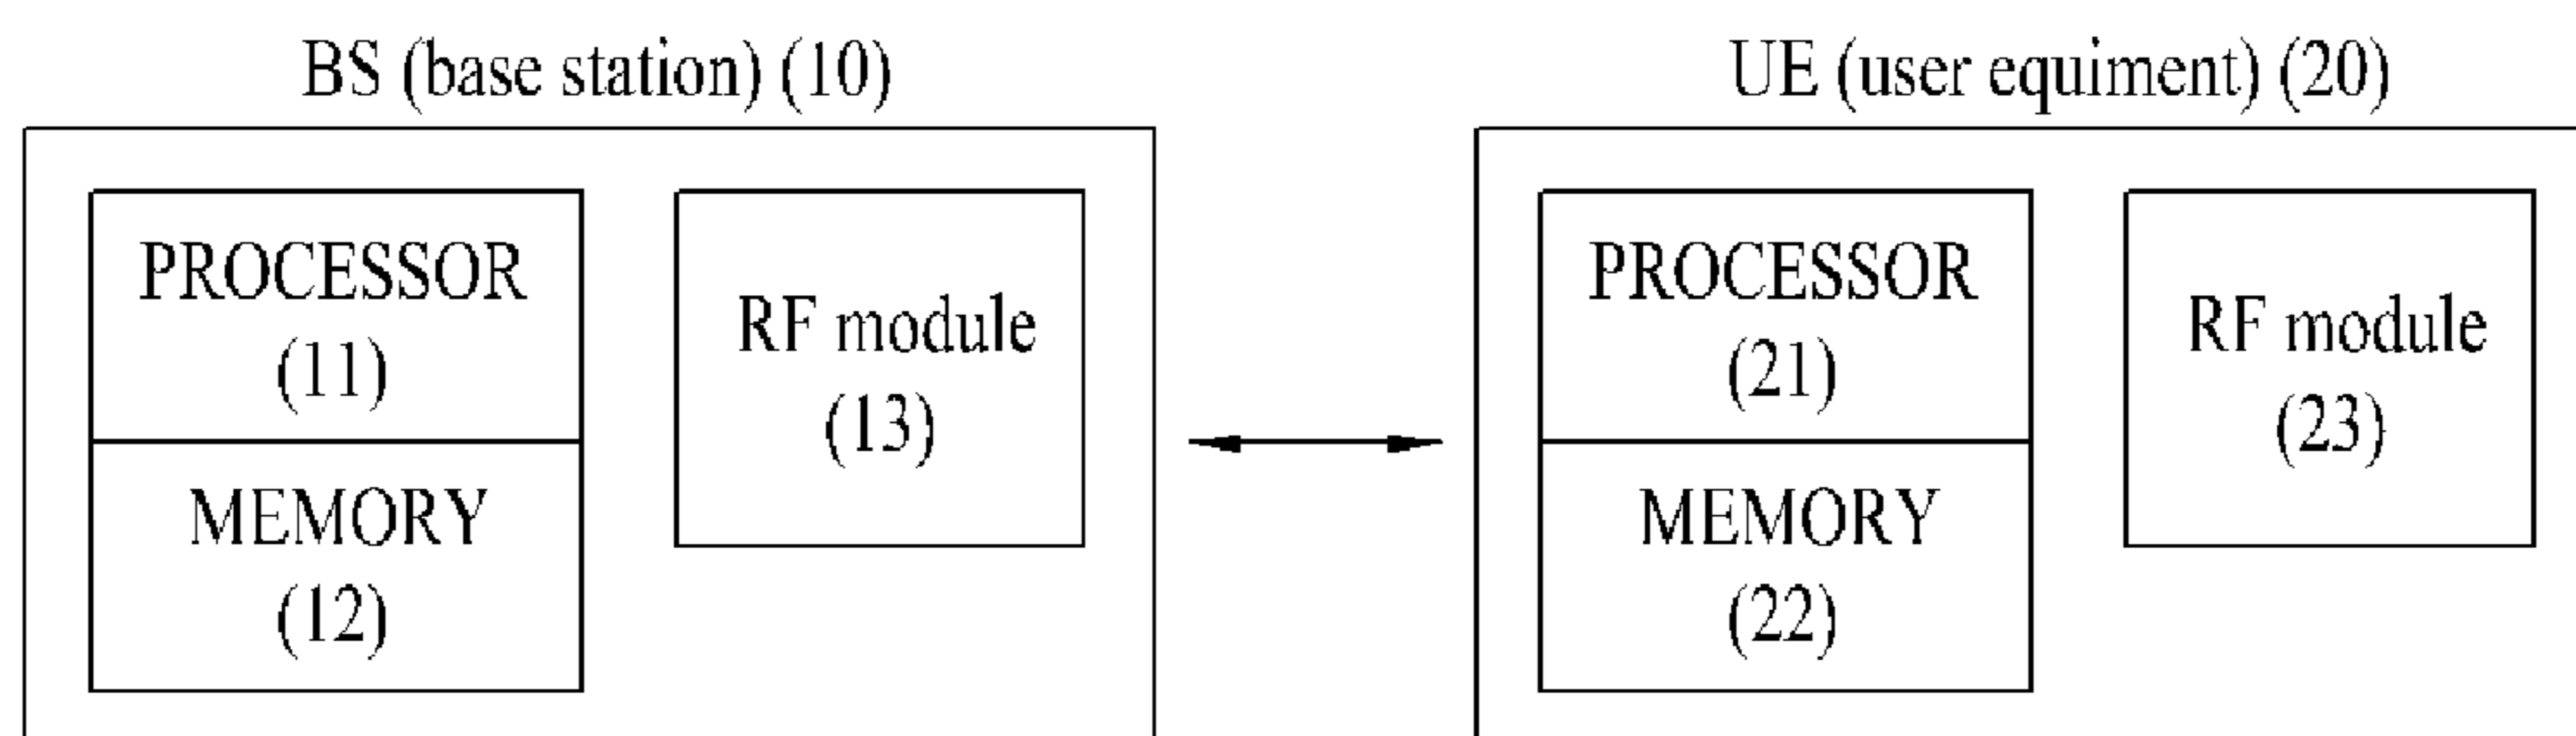 BS (base station) (10)
PROCESSOR
(11)
MEMORY
(12)
RF module
(13)
UE (user equiment) (20)
PROCESSOR
(21)
MEMORY
(22)
RF module
(23)